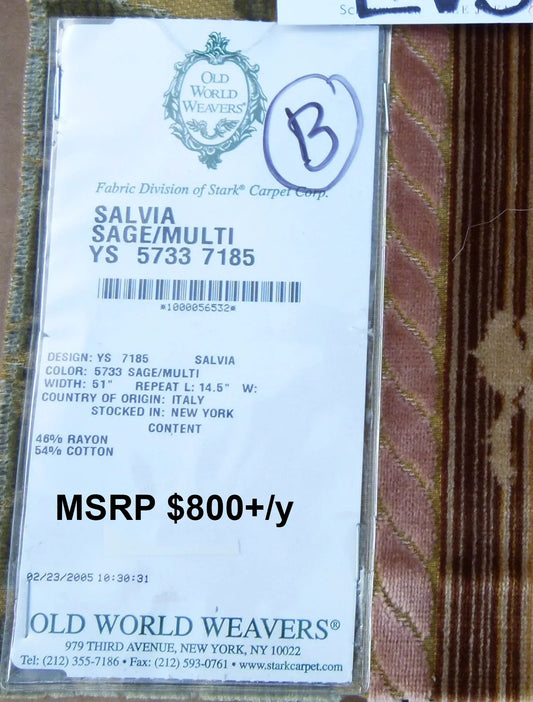 OLD
WORLD
WEAVERS®
B
Fabric Division of Stark® Carpet Corp.
SALVIA
SAGE/MULTI
YS 5733 7185
*1000056532*
DESIGN: YS 7185 SALVIA
COLOR: 5733 SAGE/MULTI
WIDTH: 51" REPEAT L: 14.5" W:
COUNTRY OF ORIGIN: ITALY
STOCKED IN: NEW YORK
CONTENT
46% RAYON
54% COTTON
MSRP $800+/y
02/23/2005 10:30:31
OLD WORLD WEAVERS®
979 THIRD AVENUE, NEW YORK, NY 10022
Tel: (212) 355-7186 • Fax: (212) 593-0761 • www.starkcarpet.com